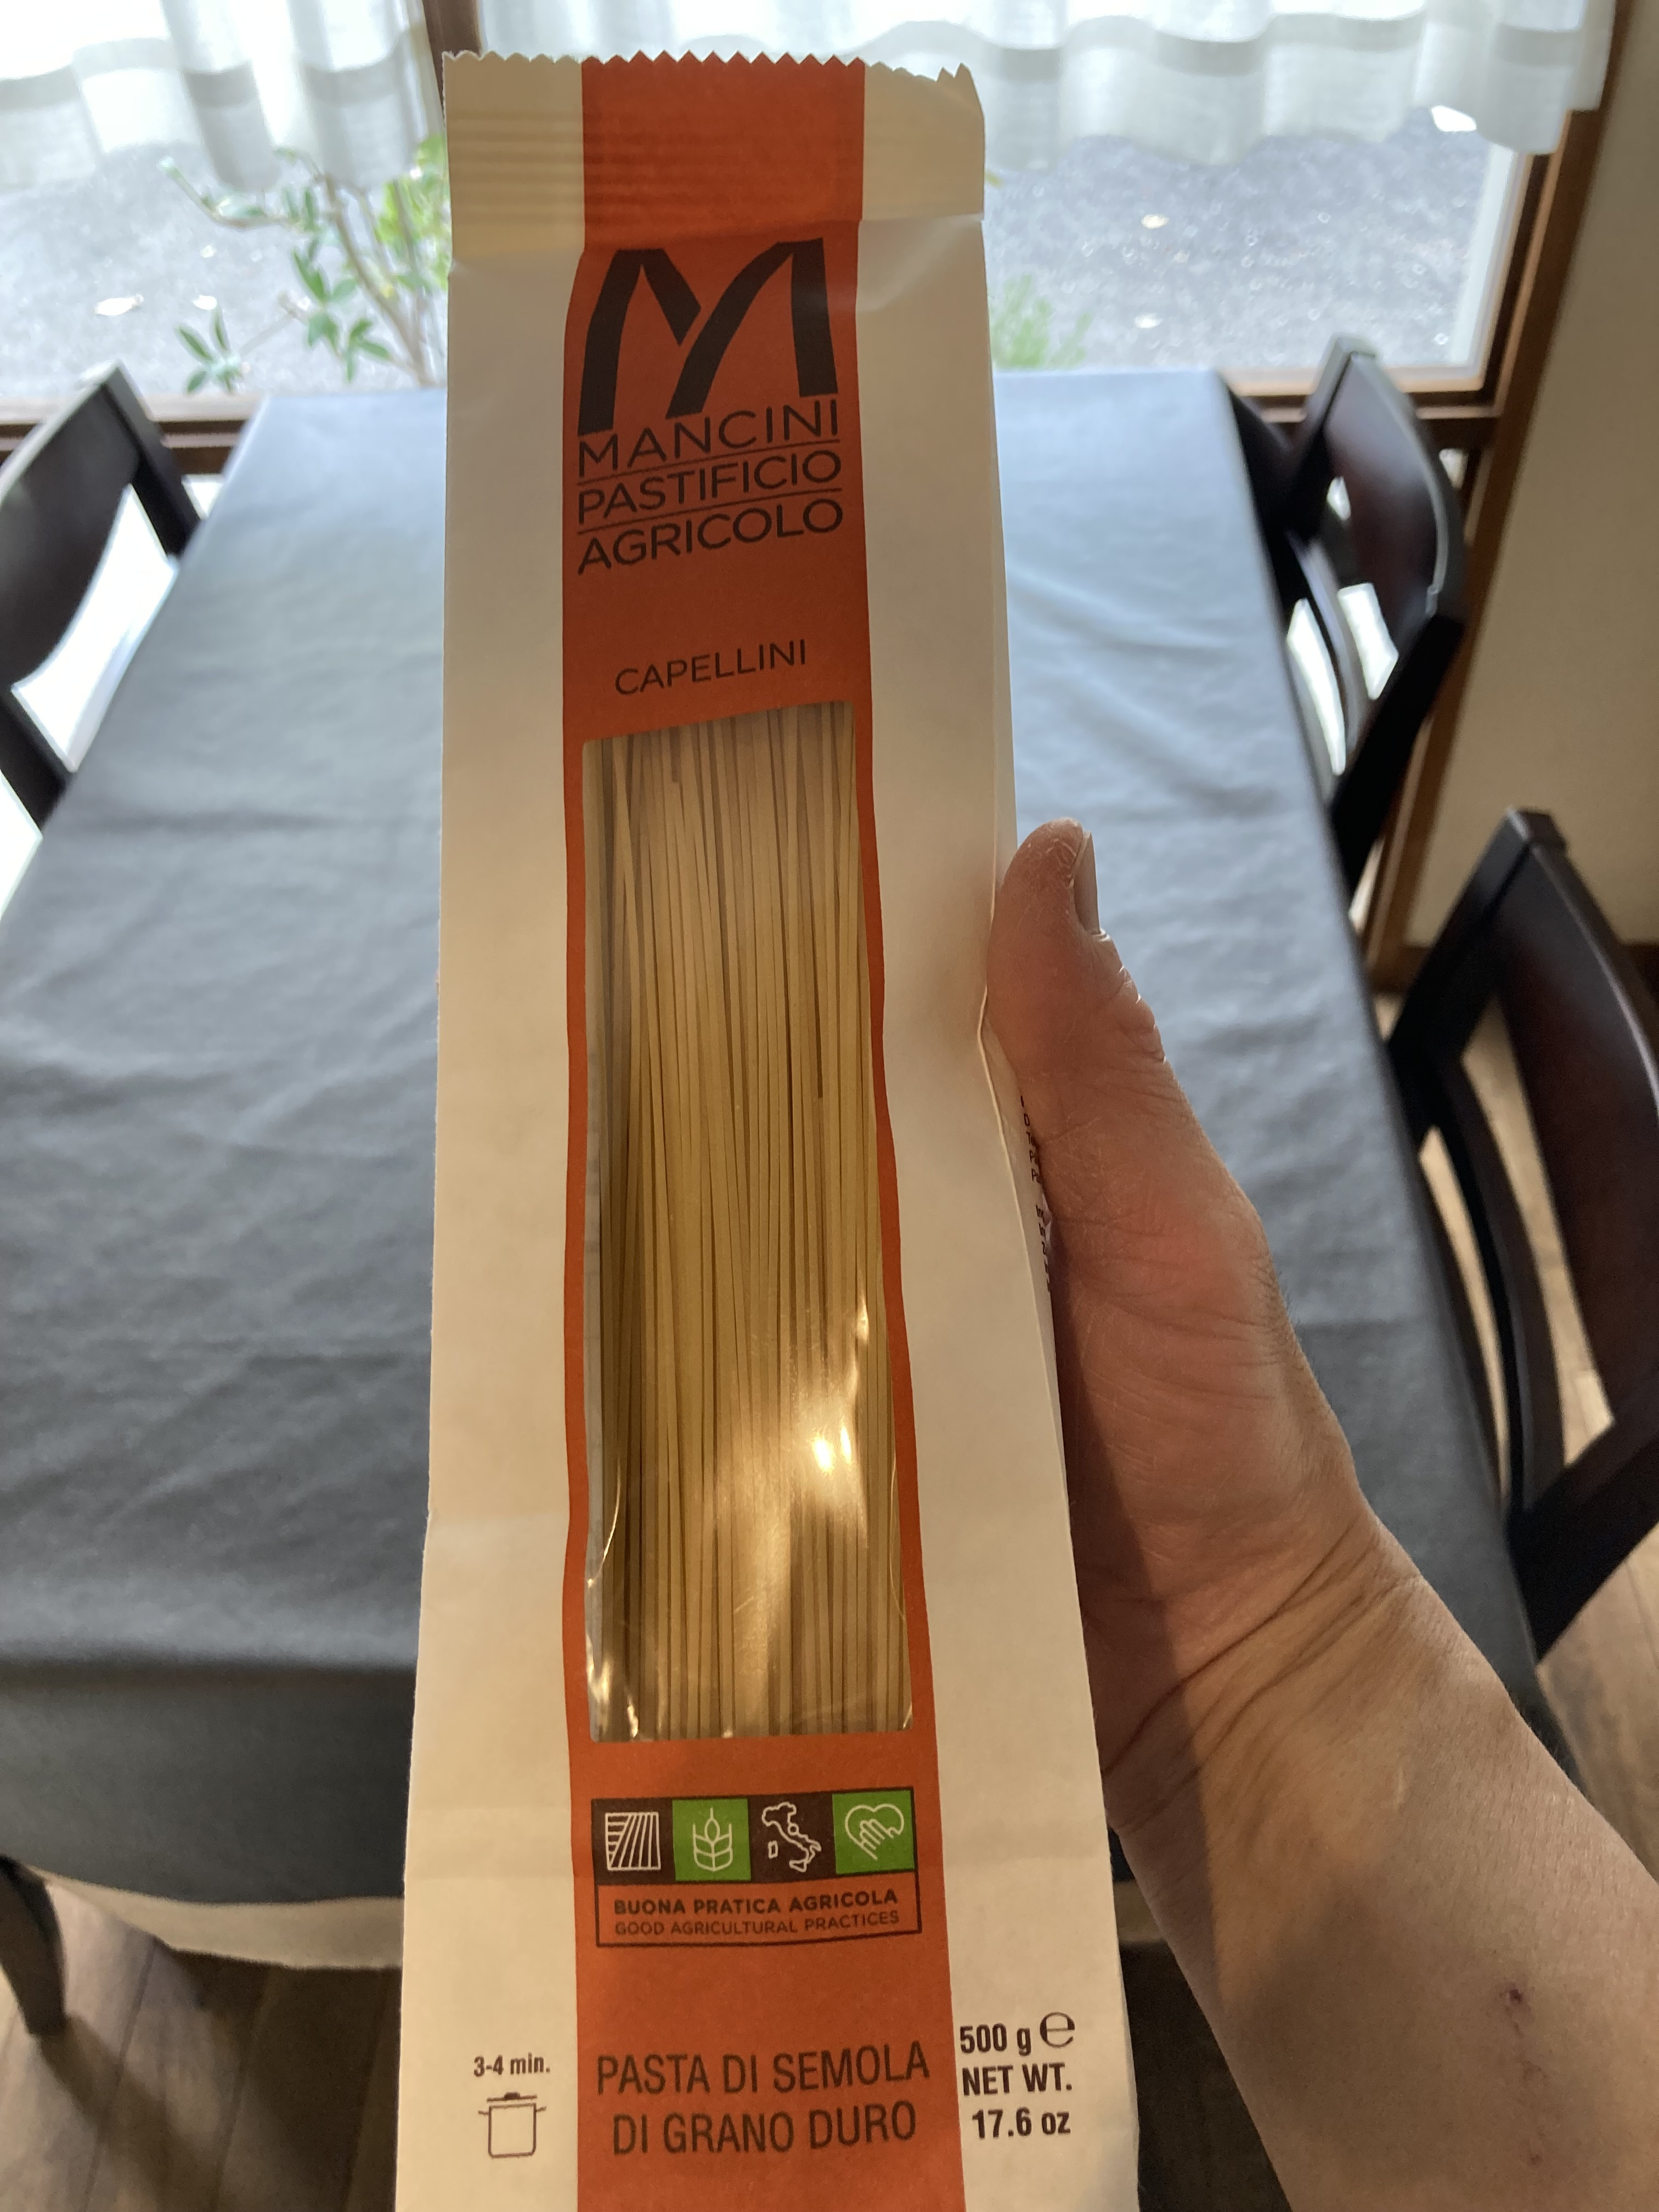 M
MANCINI
PASTIFICIO
AGRICOLO
CAPELLINI
BUONA PRATICA AGRICOLA
GOOD AGRICULTURAL PRACTICES
3-4 min.
PASTA DI SEMOLA
DI GRANO DURO
500 g ℮
NET WT.
17.6 oz